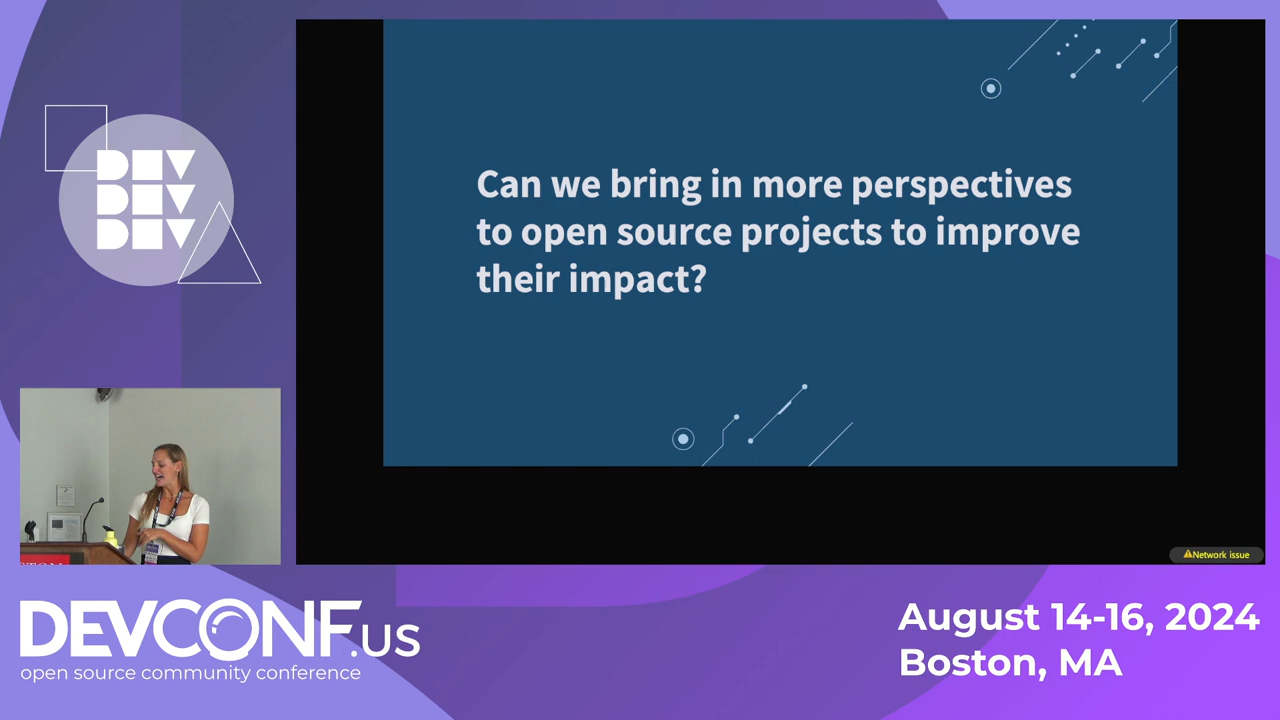 DEV
DEV
DEV
Can we bring in more perspectives
to open source projects to improve
their impact?
Network issue
DEVCONF.US
open source community conference
August 14-16, 2024
Boston, MA